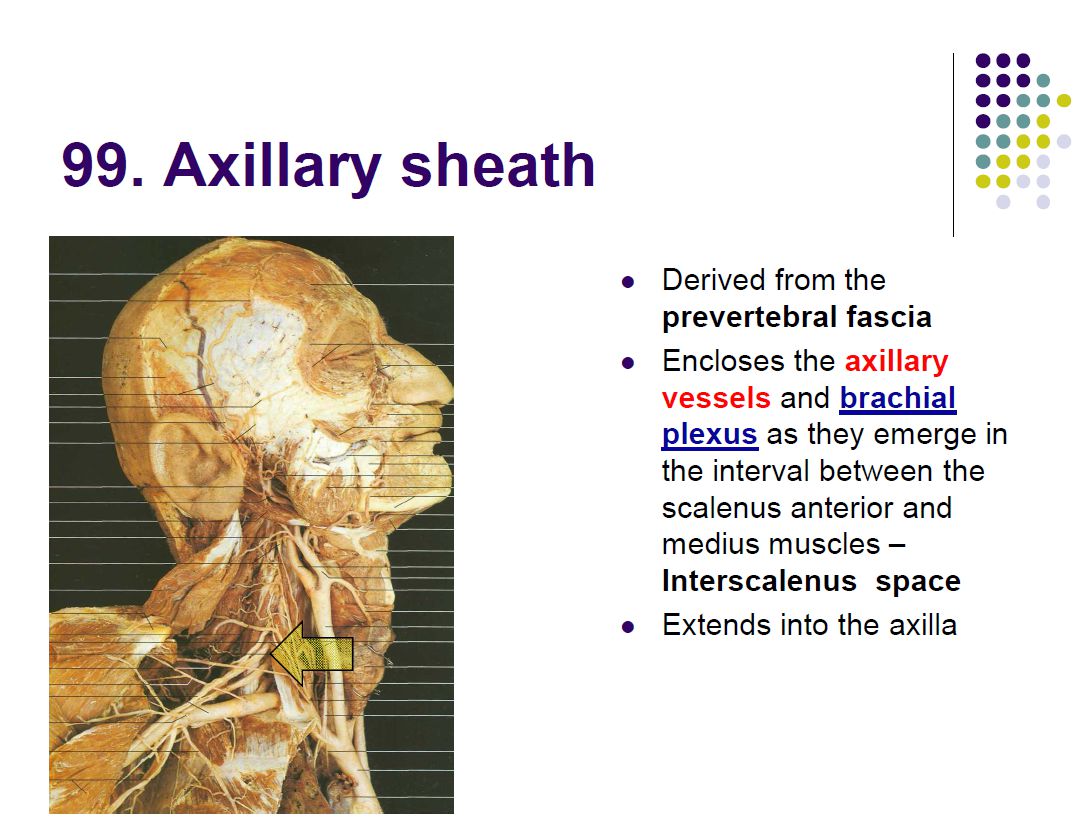 99. Axillary sheath
Derived from the
prevertebral fascia
Encloses the axillary
vessels and brachial
plexus as they emerge in
the interval between the
scalenus anterior and
medius muscles –
Interscalenus space
Extends into the axilla